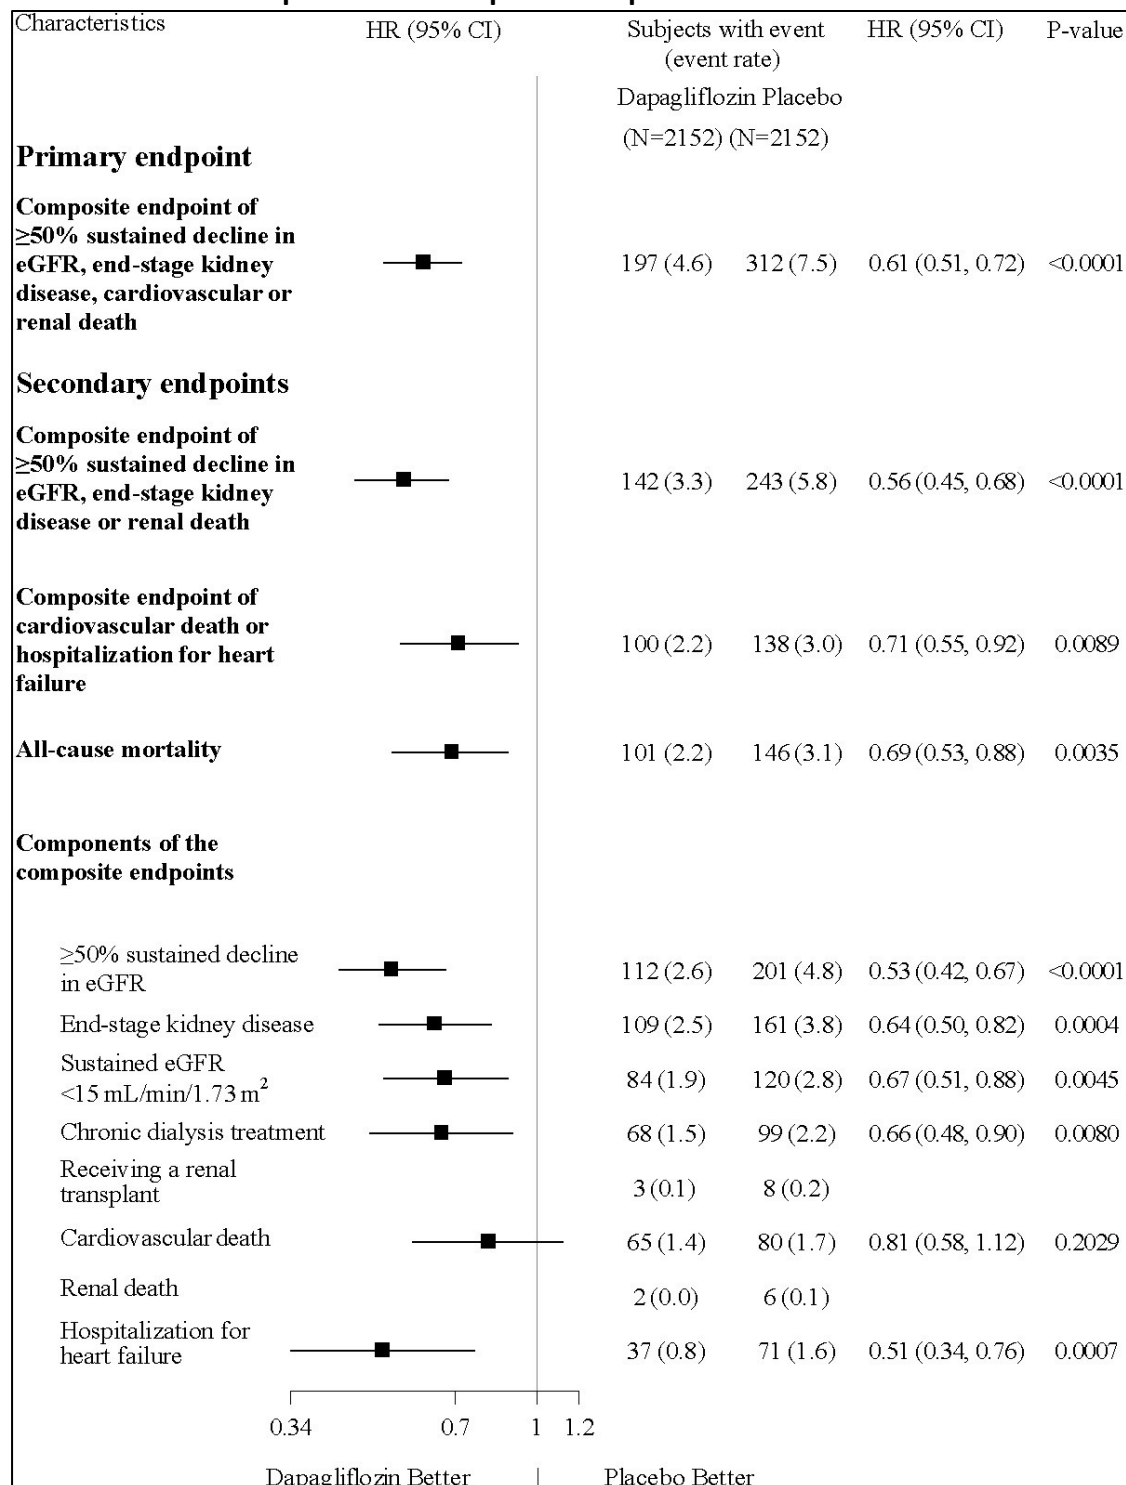 Characteristics HR (95% CI) Subjects with event HR (95% CI) P-value
(event rate)
Dapagliflozin Placebo
(N=2152) (N=2152)
Primary endpoint
Composite endpoint of
≥50% sustained decline in
eGFR, end-stage kidney 197 (4.6) 312 (7.5) 0.61 (0.51, 0.72) <0.0001
disease, cardiovascular or
renal death
Secondary endpoints
Composite endpoint of
≥50% sustained decline in
eGFR, end-stage kidney 142 (3.3) 243 (5.8) 0.56 (0.45, 0.68) <0.0001
disease or renal death
Composite endpoint of
cardiovascular death or
hospitalization for heart 100 (2.2) 138 (3.0) 0.71 (0.55, 0.92) 0.0089
failure
All-cause mortality 101 (2.2) 146 (3.1) 0.69 (0.53, 0.88) 0.0035
Components of the
composite endpoints
≥50% sustained decline
in eGFR 112 (2.6) 201 (4.8) 0.53 (0.42, 0.67) <0.0001
End-stage kidney disease 109 (2.5) 161 (3.8) 0.64 (0.50, 0.82) 0.0004
Sustained eGFR
<15 mL/min/1.73 m² 84 (1.9) 120 (2.8) 0.67 (0.51, 0.88) 0.0045
Chronic dialysis treatment 68 (1.5) 99 (2.2) 0.66 (0.48, 0.90) 0.0080
Receiving a renal
transplant 3 (0.1) 8 (0.2)
Cardiovascular death 65 (1.4) 80 (1.7) 0.81 (0.58, 1.12) 0.2029
Renal death 2 (0.0) 6 (0.1)
Hospitalization for
heart failure 37 (0.8) 71 (1.6) 0.51 (0.34, 0.76) 0.0007
0.34 0.7 1 1.2
Dapagliflozin Better | Placebo Better